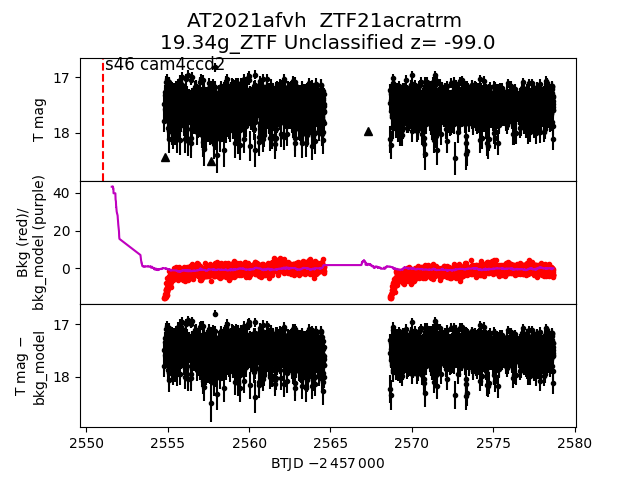 AT2021afvh  ZTF21acratrm
19.34g_ZTF Unclassified z= -99.0
s46 cam4ccd2
17
18
T mag
40
20
0
Bkg (red)/
bkg_model (purple)
17
18
T mag −
bkg_model
2550 2555 2560 2565 2570 2575 2580
BTJD −2 457 000